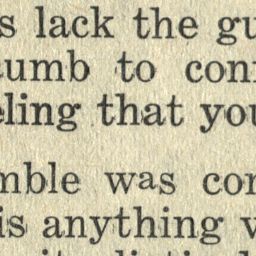 s lack the gu
umb to con
eling that you
mble was con
is anything v